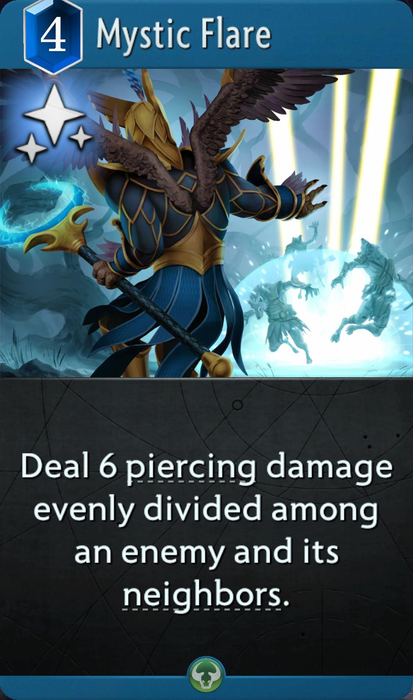 4 Mystic Flare
Deal 6 piercing damage
evenly divided among
an enemy and its
neighbors.